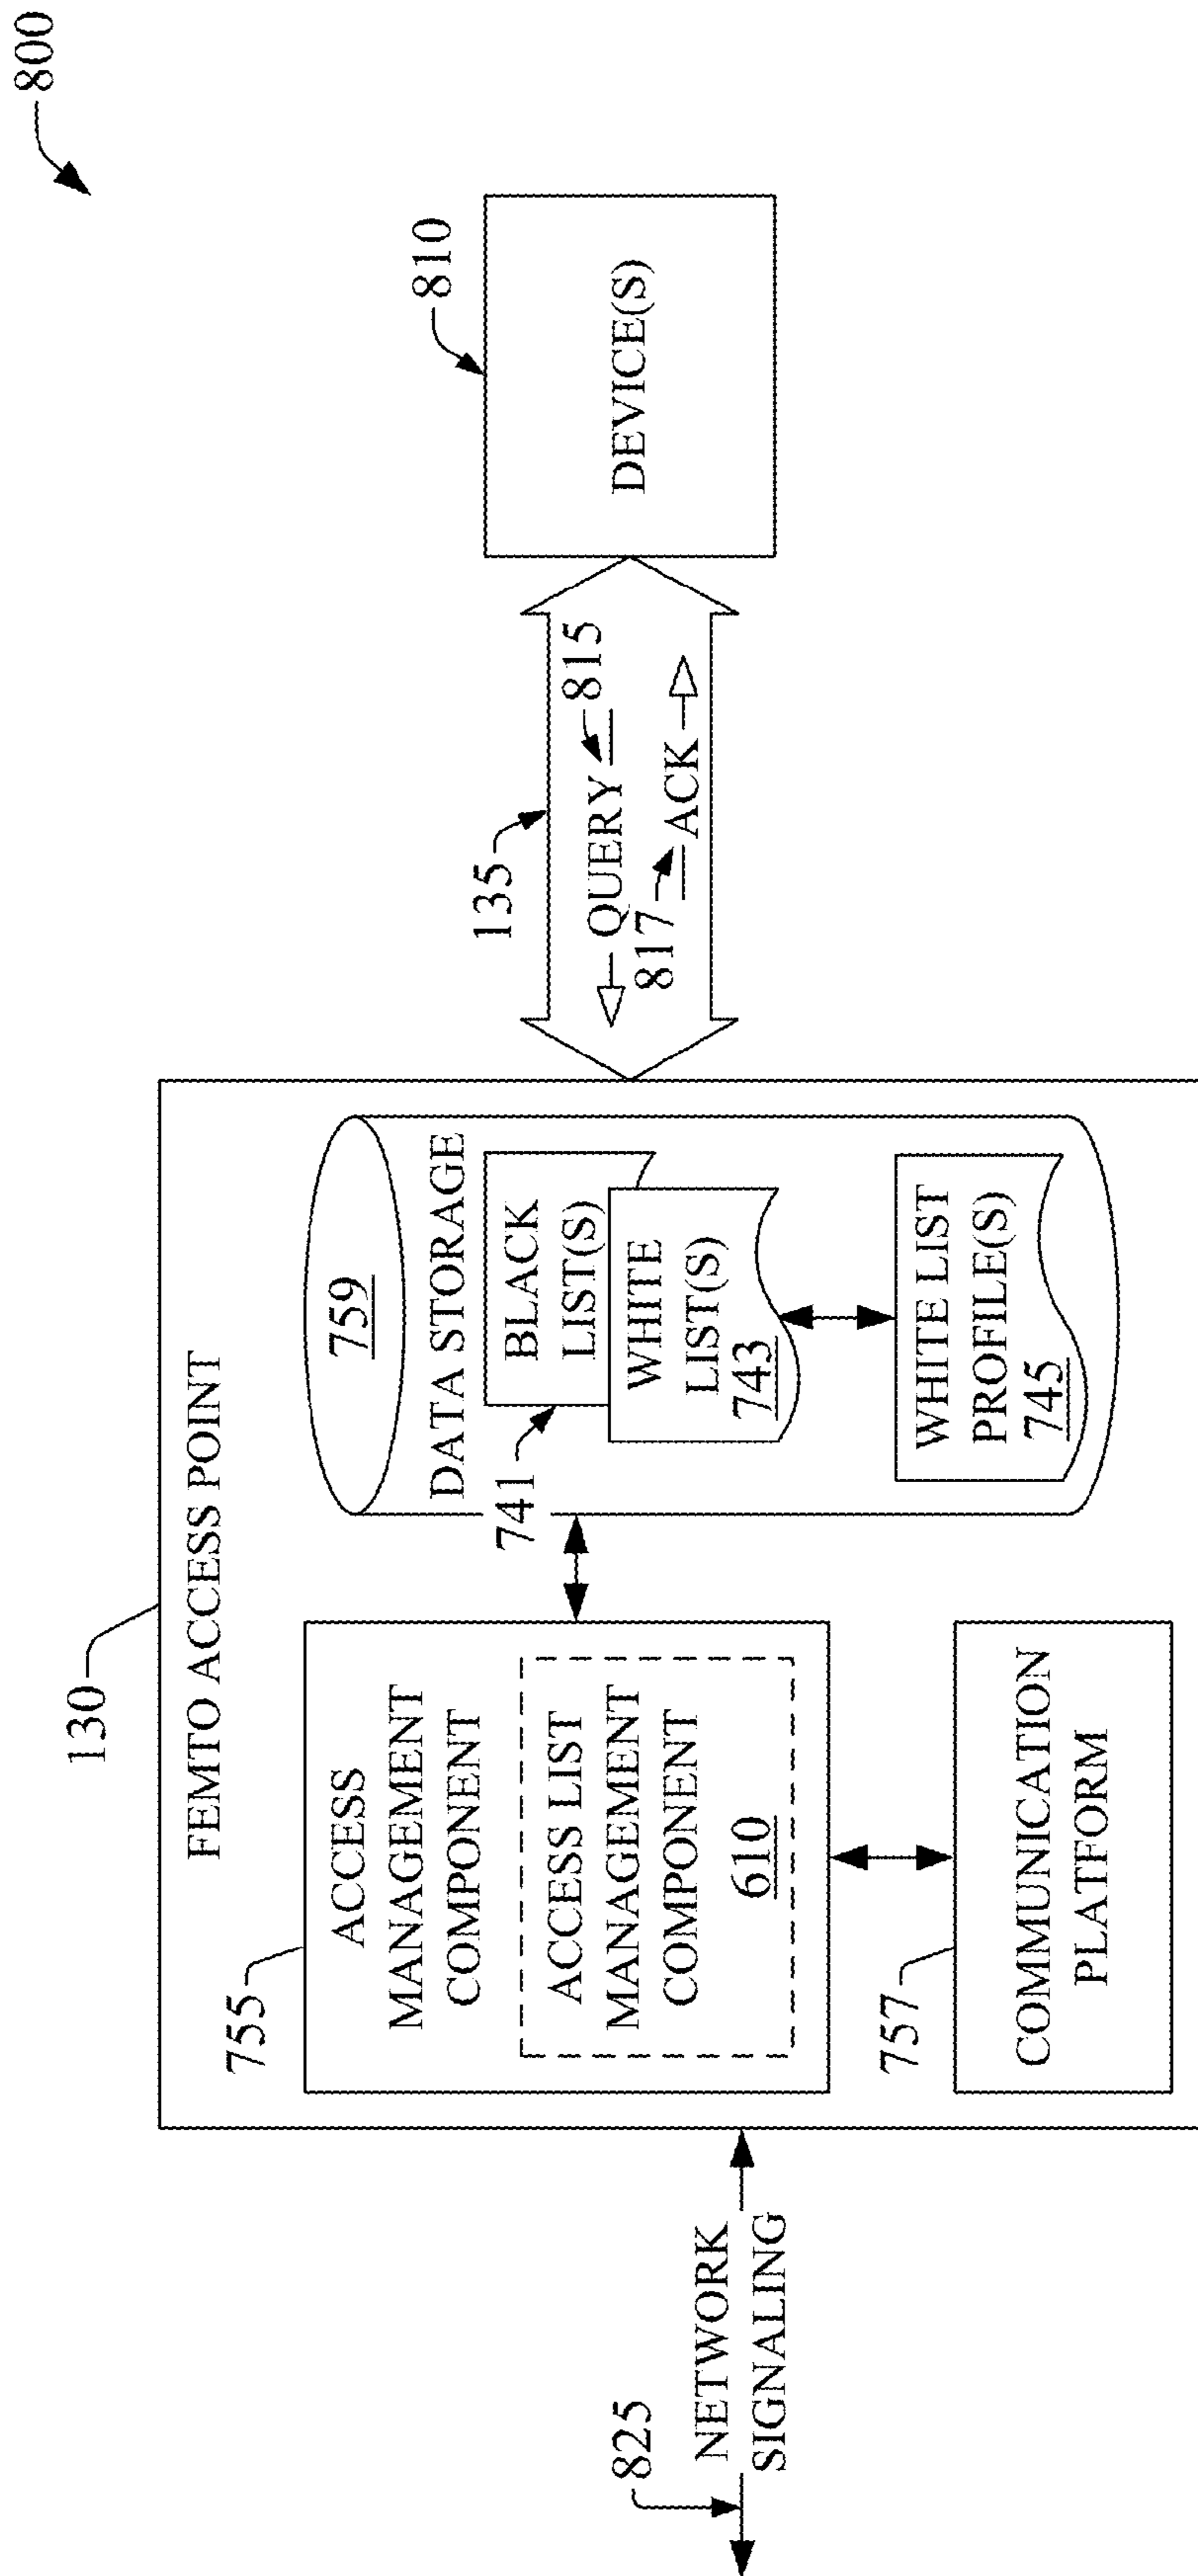 800
130
FEMTO ACCESS POINT
755
ACCESS
MANAGEMENT
COMPONENT
ACCESS LIST
MANAGEMENT
COMPONENT
610
757
COMMUNICATION
PLATFORM
759
DATA STORAGE
741
BLACK
LIST(S)
WHITE
LIST(S)
743
WHITE LIST
PROFILE(S)
745
825
NETWORK
SIGNALING
135
QUERY 815
817 ACK
810
DEVICE(S)